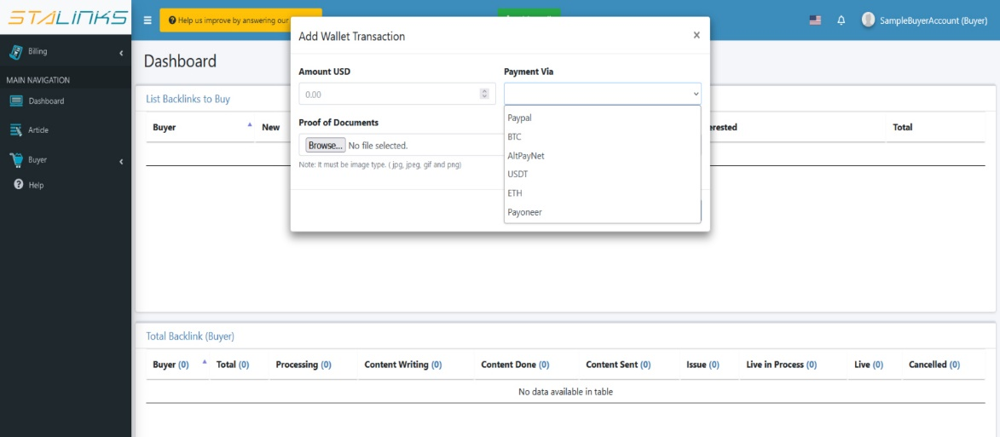 STALINKS
Help us improve by answering our
SampleBuyerAccount (Buyer)
Billing
MAIN NAVIGATION
Dashboard
Article
Buyer
Help
Dashboard
List Backlinks to Buy
Buyer New erested Total
Add Wallet Transaction ×
Amount USD
0.00
Payment Via
Paypal
BTC
AltPayNet
USDT
ETH
Payoneer
Proof of Documents
Browse... No file selected.
Note: It must be image type. ( jpg, jpeg, gif and png)
Total Backlink (Buyer)
Buyer (0) Total (0) Processing (0) Content Writing (0) Content Done (0) Content Sent (0) Issue (0) Live in Process (0) Live (0) Cancelled (0)
No data available in table